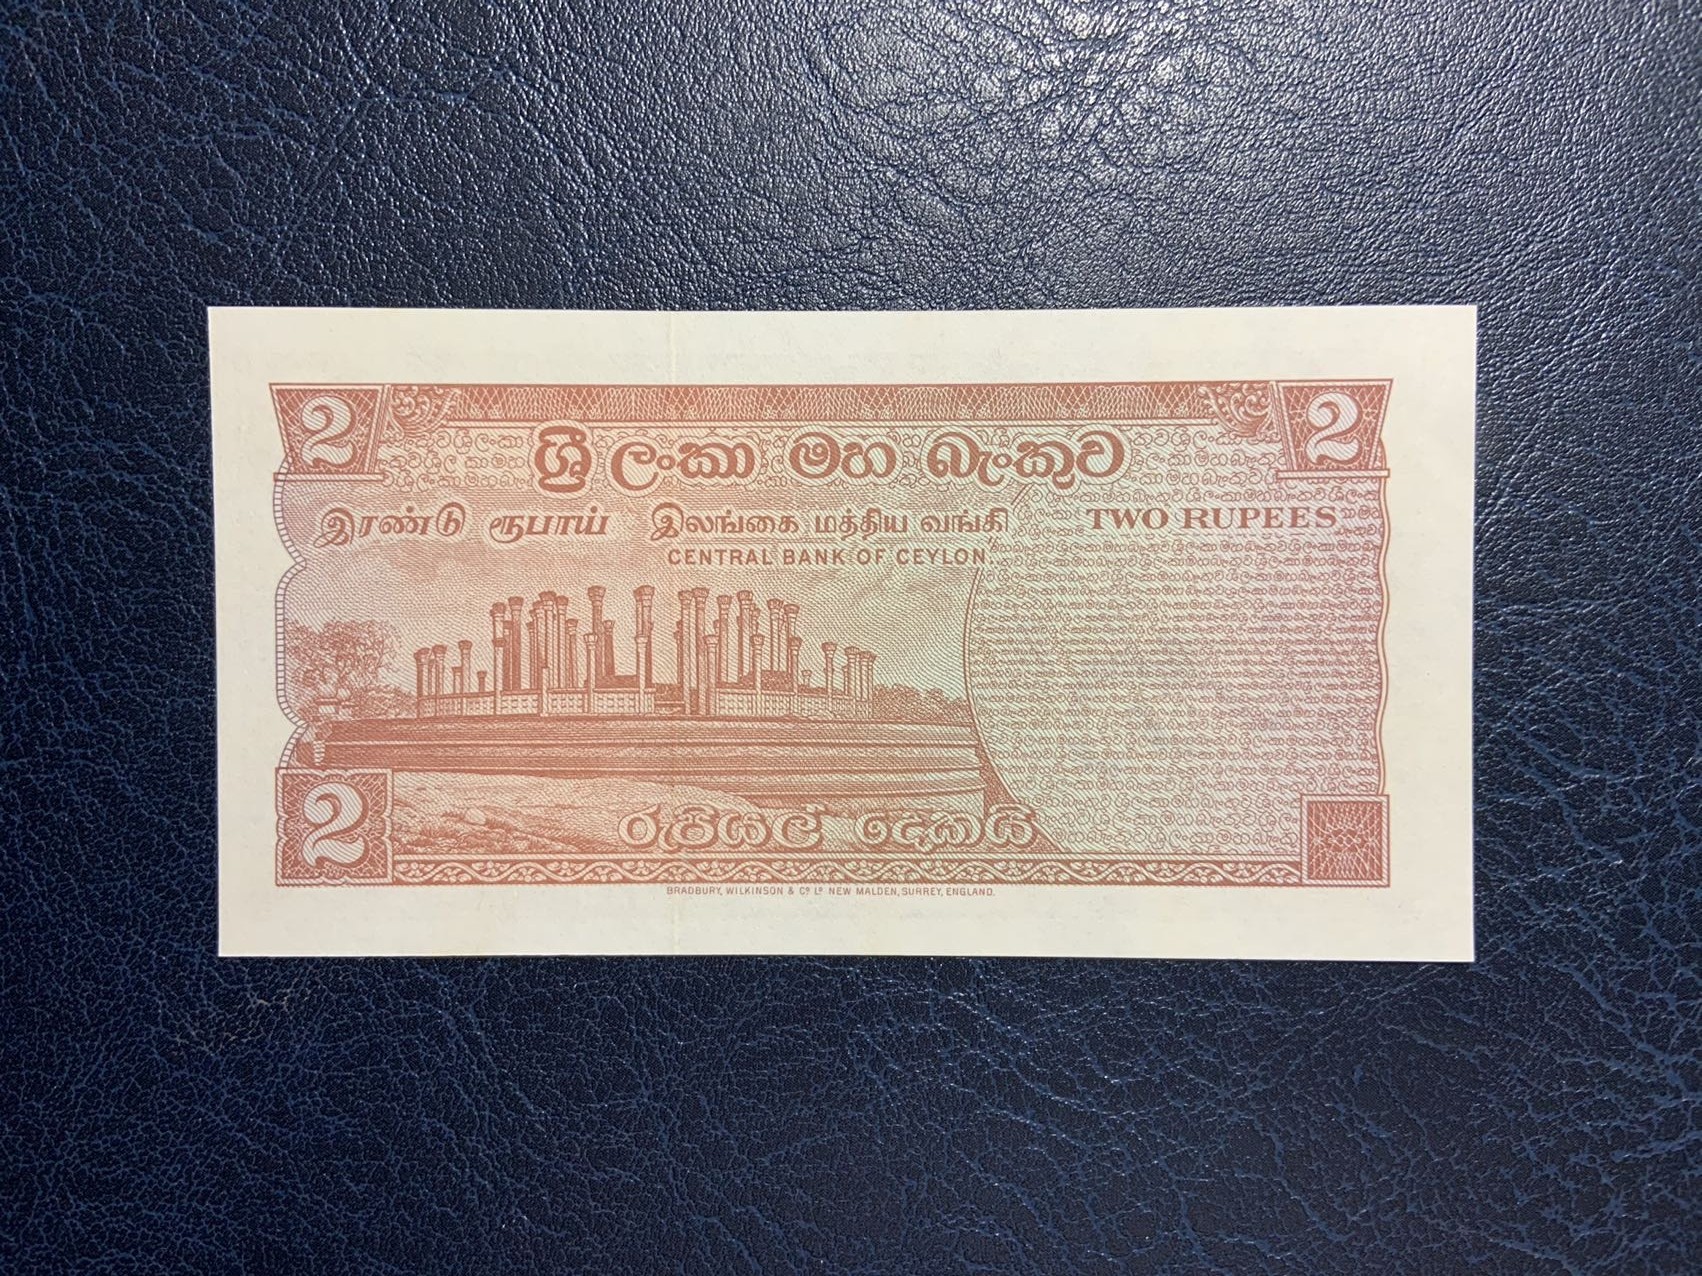 2 2
ශ්‍රී ලංකා මහ බැංකුව
இரண்டு ரூபாய் இலங்கை மத்திய வங்கி TWO RUPEES
CENTRAL BANK OF CEYLON.
2 රුපියල් දෙකයි
BRADBURY, WILKINSON & Cº Lº NEW MALDEN, SURREY, ENGLAND.